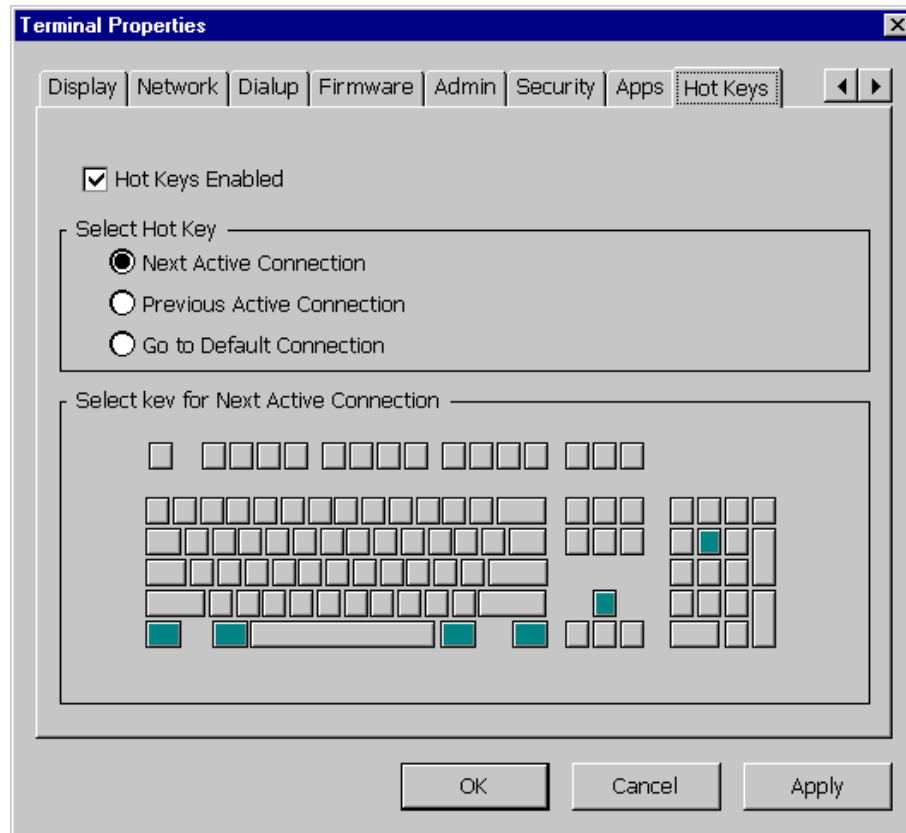 Terminal Properties
Display Network Dialup Firmware Admin Security Apps Hot Keys
Hot Keys Enabled
Select Hot Key
Next Active Connection
Previous Active Connection
Go to Default Connection
Select key for Next Active Connection
OK Cancel Apply